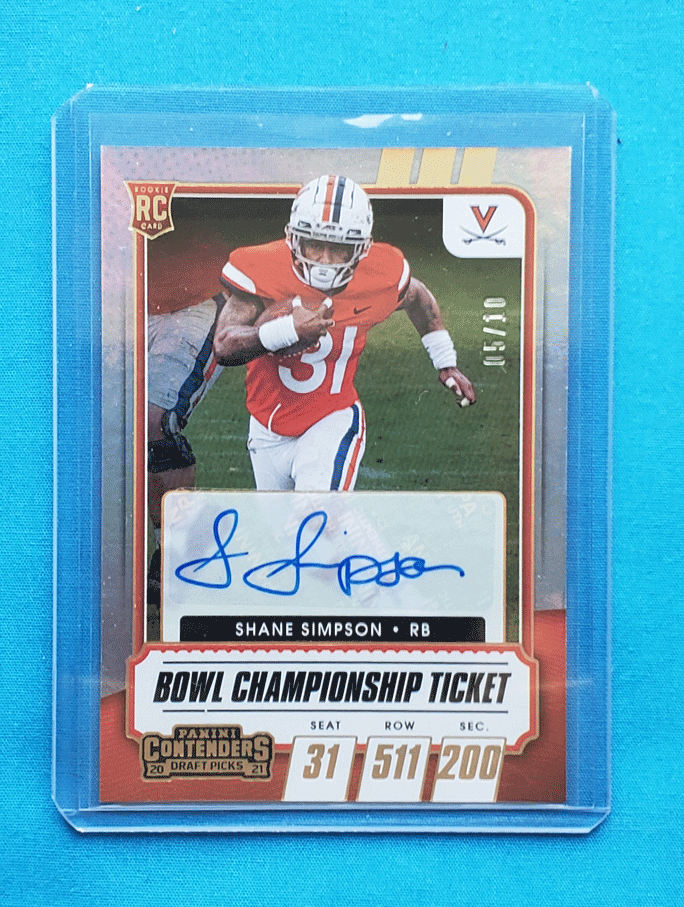 ROOKIE
RC
CARD
V
05/10
31
S Simpson
SHANE SIMPSON • RB
BOWL CHAMPIONSHIP TICKET
SEAT ROW SEC.
31 511 200
PANINI
CONTENDERS
20 DRAFT PICKS 21